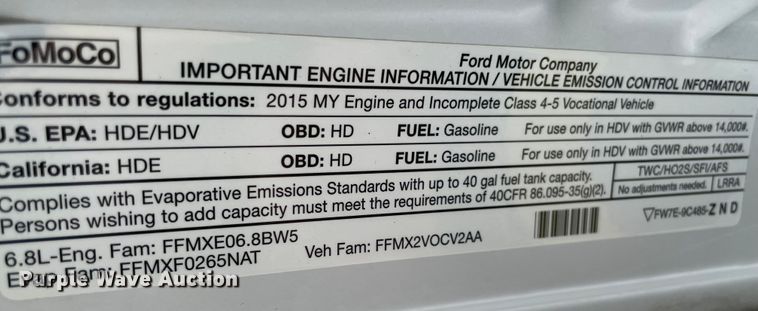 FoMoCo
Ford Motor Company
IMPORTANT ENGINE INFORMATION / VEHICLE EMISSION CONTROL INFORMATION
Conforms to regulations: 2015 MY Engine and Incomplete Class 4-5 Vocational Vehicle
U.S. EPA: HDE/HDV OBD: HD FUEL: Gasoline For use only in HDV with GVWR above 14,000#.
California: HDE OBD: HD FUEL: Gasoline For use only in HDV with GVWR above 14,000#.
Complies with Evaporative Emissions Standards with up to 40 gal fuel tank capacity. TWC/HO2S/SFI/AFS
Persons wishing to add capacity must meet the requirements of 40CFR 86.095-35(g)(2). No adjustments needed. LRRA
6.8L-Eng. Fam: FFMXE06.8BW5 Veh Fam: FFMX2VOCV2AA FW7E-9C485-Z N D
Fam: FFMXF0265NAT
Purple Wave Auction